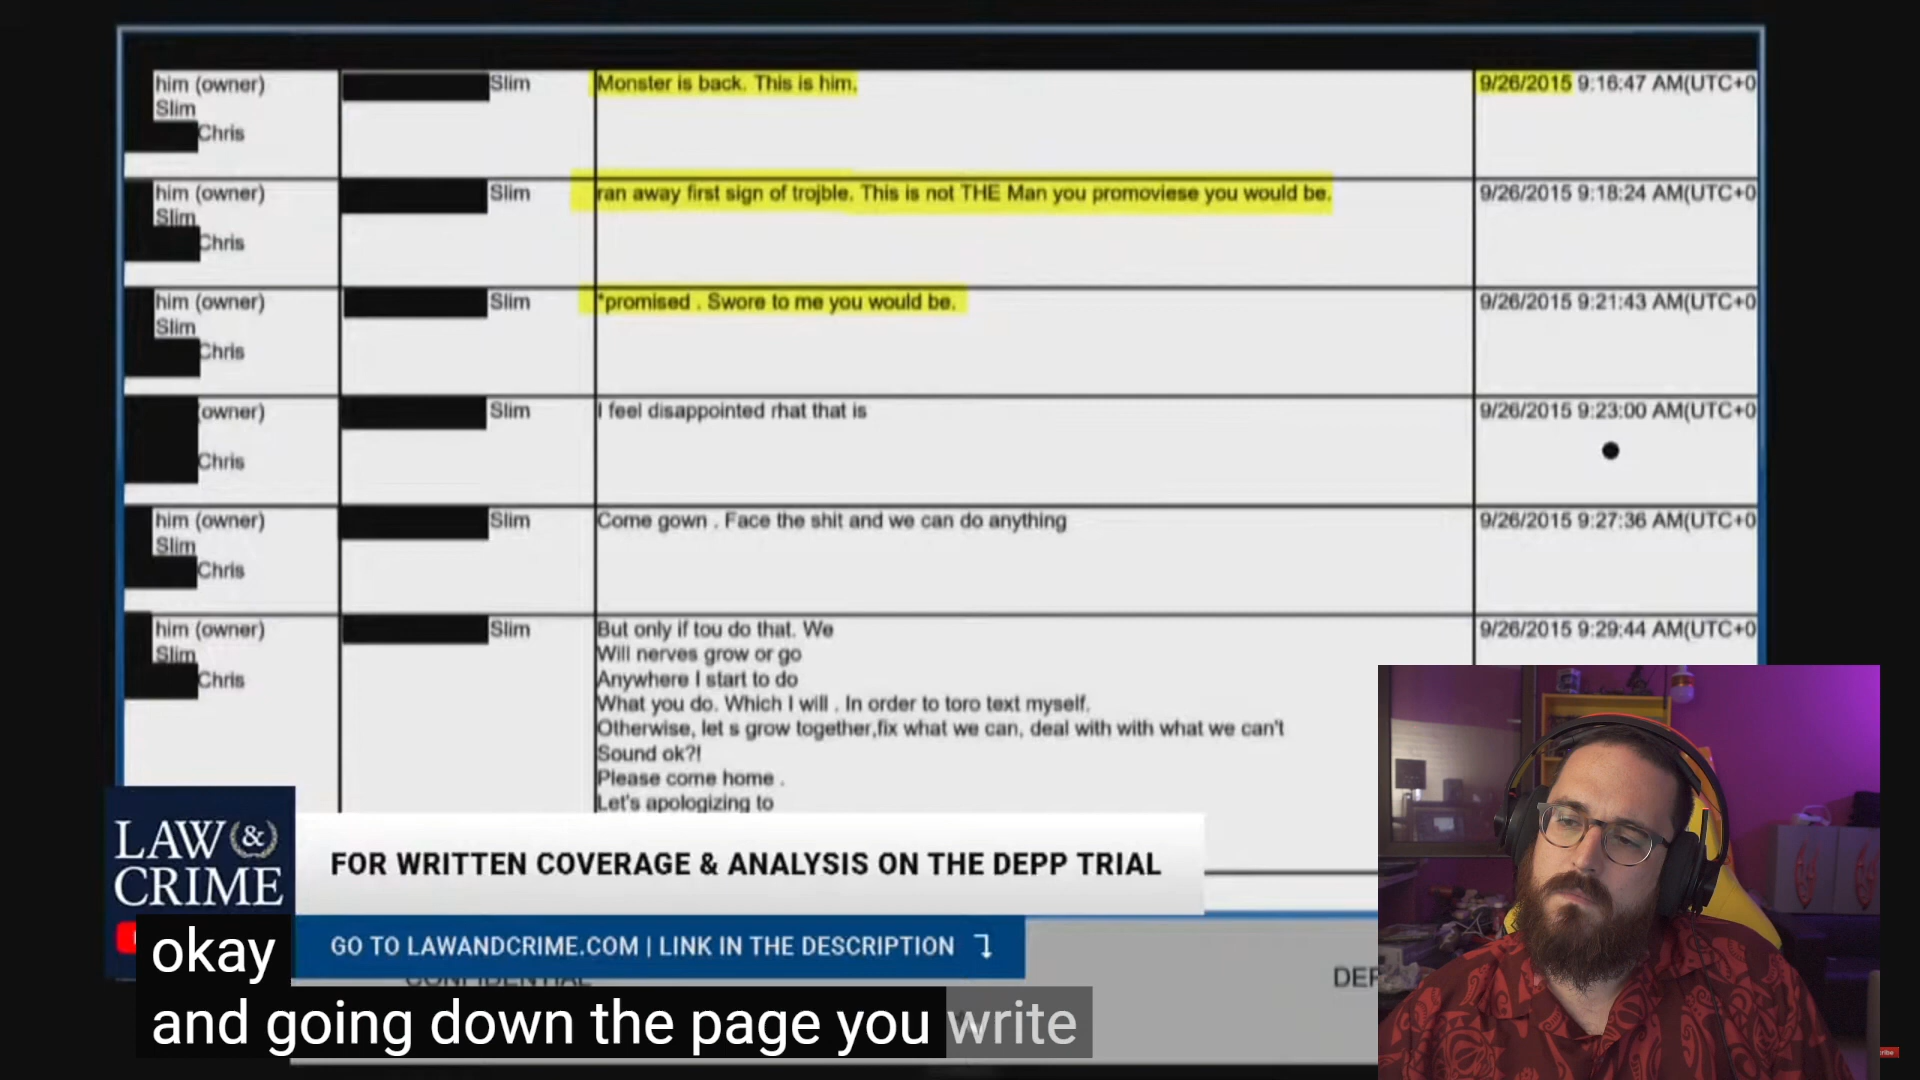 him (owner)
Slim
Chris
Slim
Monster is back. This is him.
9/26/2015 9:16:47 AM(UTC+0
him (owner)
Slim
Chris
Slim
ran away first sign of trojble. This is not THE Man you promoviese you would be.
9/26/2015 9:18:24 AM(UTC+0
him (owner)
Slim
Chris
Slim
*promised . Swore to me you would be.
9/26/2015 9:21:43 AM(UTC+0
(owner)
Chris
Slim
I feel disappointed rhat that is
9/26/2015 9:23:00 AM(UTC+0
him (owner)
Slim
Chris
Slim
Come gown . Face the shit and we can do anything
9/26/2015 9:27:36 AM(UTC+0
him (owner)
Slim
Chris
Slim
But only if tou do that. We
Will nerves grow or go
Anywhere I start to do
What you do. Which I will . In order to toro text myself.
Otherwise, let s grow together,fix what we can, deal with with what we can't
Sound ok?!
Please come home .
Let's apologizing to
9/26/2015 9:29:44 AM(UTC+0
LAW &
CRIME
FOR WRITTEN COVERAGE & ANALYSIS ON THE DEPP TRIAL
GO TO LAWANDCRIME.COM | LINK IN THE DESCRIPTION
CONFIDENTIAL
DEP
okay
and going down the page you write